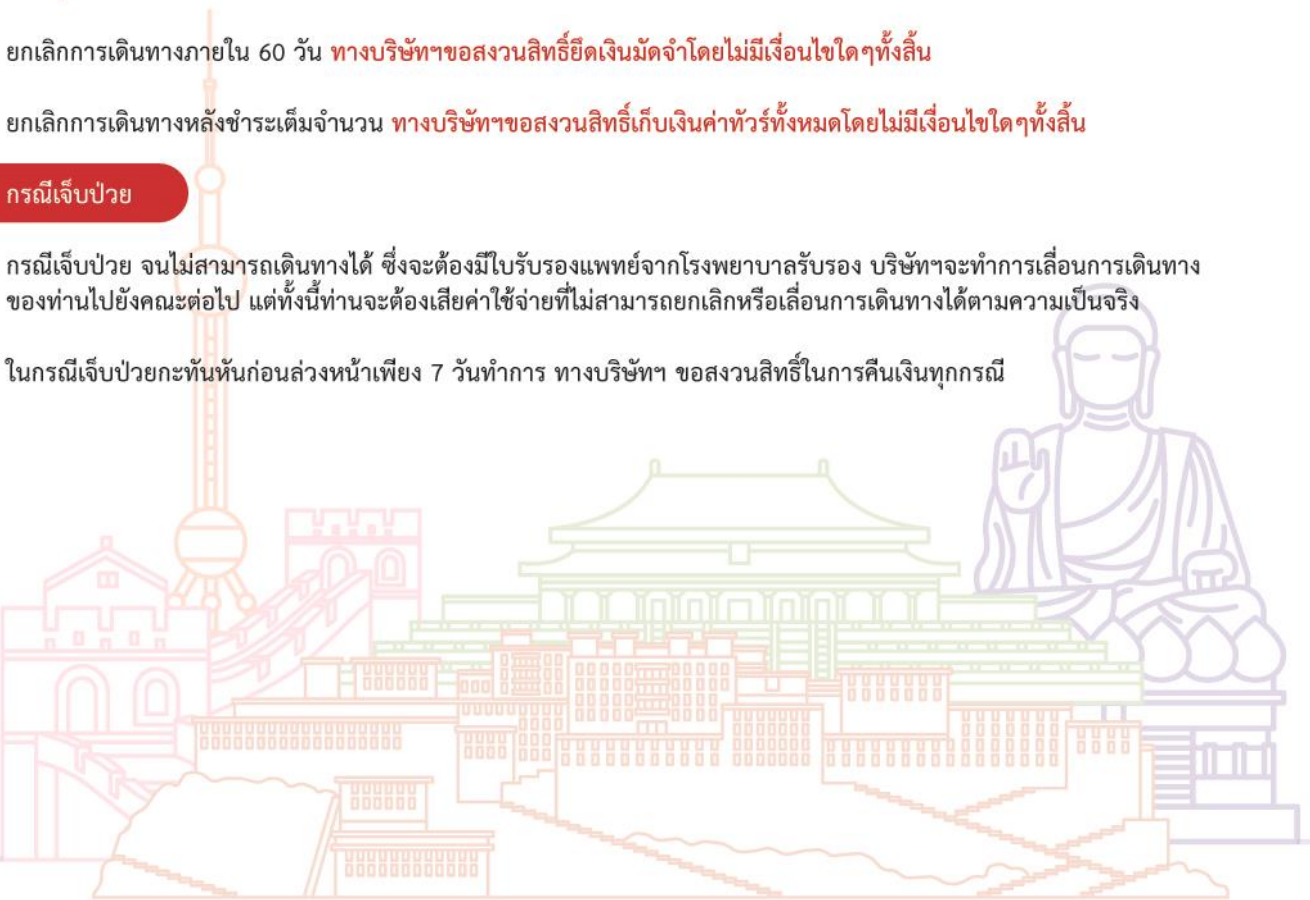 ยกเลิกการเดินทางภายใน 60 วัน ทางบริษัทฯขอสงวนสิทธิ์ยึดเงินมัดจำโดยไม่มีเงื่อนไขใดๆทั้งสิ้น
ยกเลิกการเดินทางหลังชำระเต็มจำนวน ทางบริษัทฯขอสงวนสิทธิ์เก็บเงินค่าทัวร์ทั้งหมดโดยไม่มีเงื่อนไขใดๆทั้งสิ้น
กรณีเจ็บป่วย
กรณีเจ็บป่วย จนไม่สามารถเดินทางได้ ซึ่งจะต้องมีใบรับรองแพทย์จากโรงพยาบาลรับรอง บริษัทฯจะทำการเลื่อนการเดินทาง
ของท่านไปยังคณะต่อไป แต่ทั้งนี้ท่านจะต้องเสียค่าใช้จ่ายที่ไม่สามารถยกเลิกหรือเลื่อนการเดินทางได้ตามความเป็นจริง
ในกรณีเจ็บป่วยกะทันหันก่อนล่วงหน้าเพียง 7 วันทำการ ทางบริษัทฯ ขอสงวนสิทธิ์ในการคืนเงินทุกกรณี